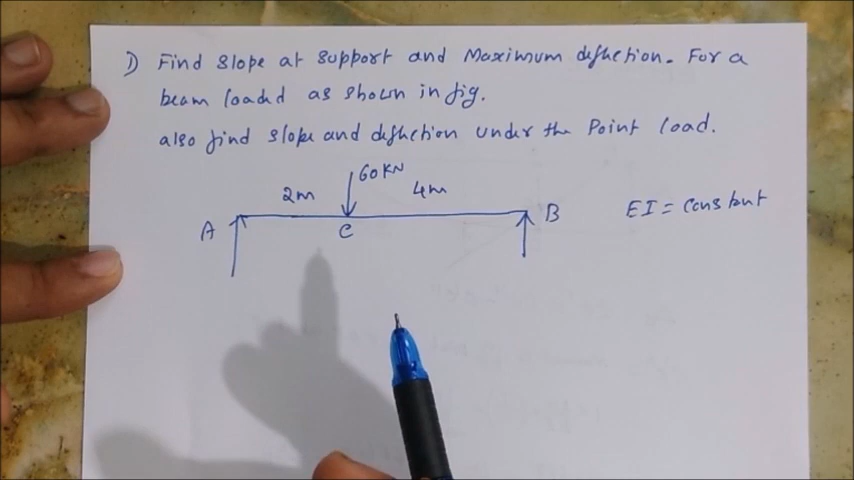 1) Find slope at support and Maximum deflection. For a
beam loaded as shown in fig.
also find slope and deflection under the Point load.
60 KN
2m 4m
A B EI = constant
C